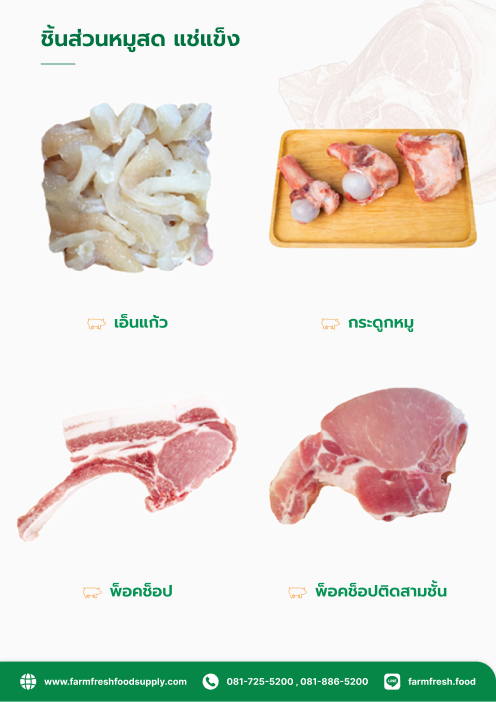 ชิ้นส่วนหมูสด แช่แข็ง
เอ็นแก้ว
กระดูกหมู
พ็อคช็อป
พ็อคช็อปติดสามชั้น
www.farmfreshfoodsupply.com
081-725-5200 , 081-886-5200
LINE
farmfresh.food